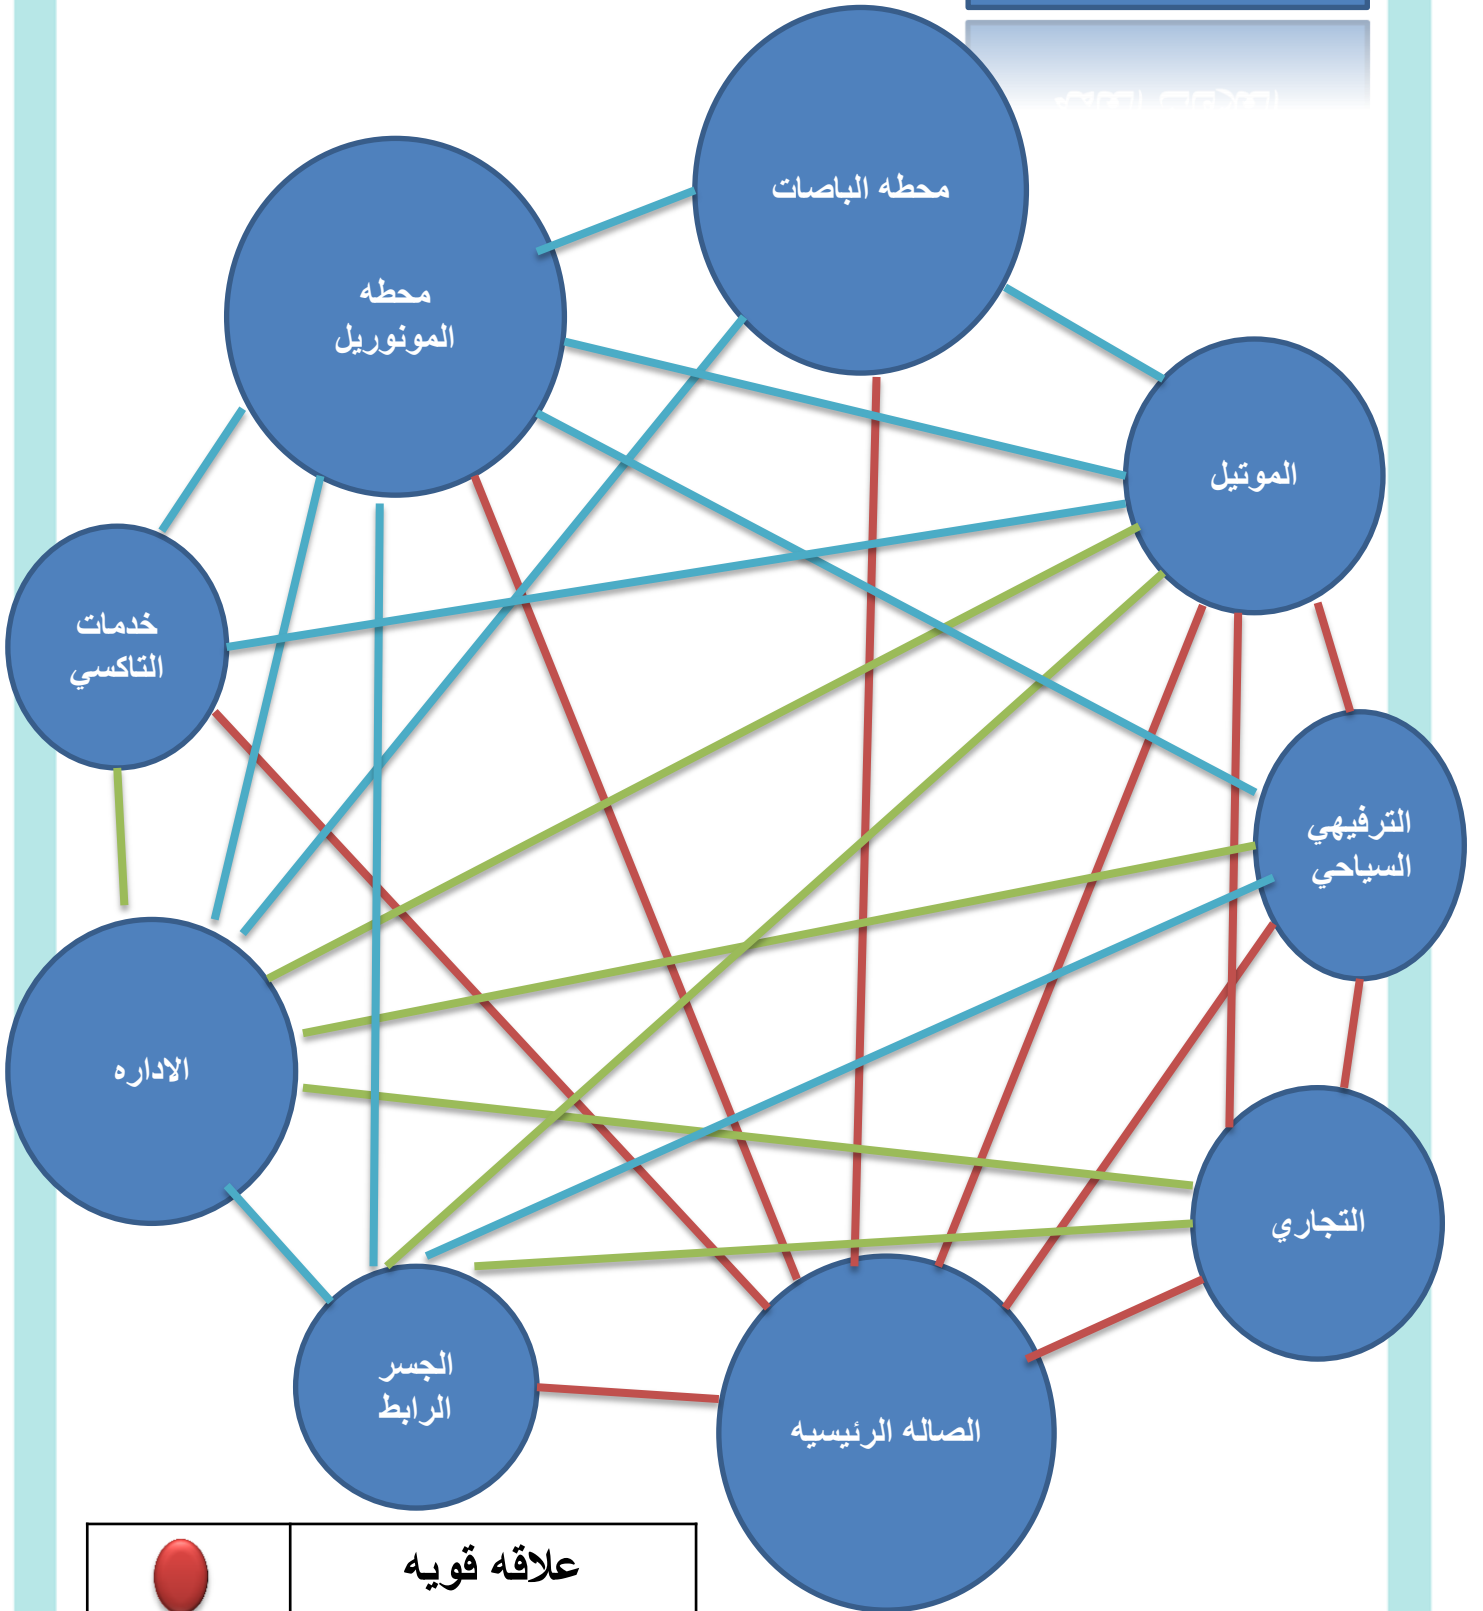 محطه الباصات
محطه
المونوريل
الموتيل
خدمات
التاكسي
الترفيهي
السياحي
الاداره
التجاري
الجسر
الرابط
الصاله الرئيسيه
علاقه قويه